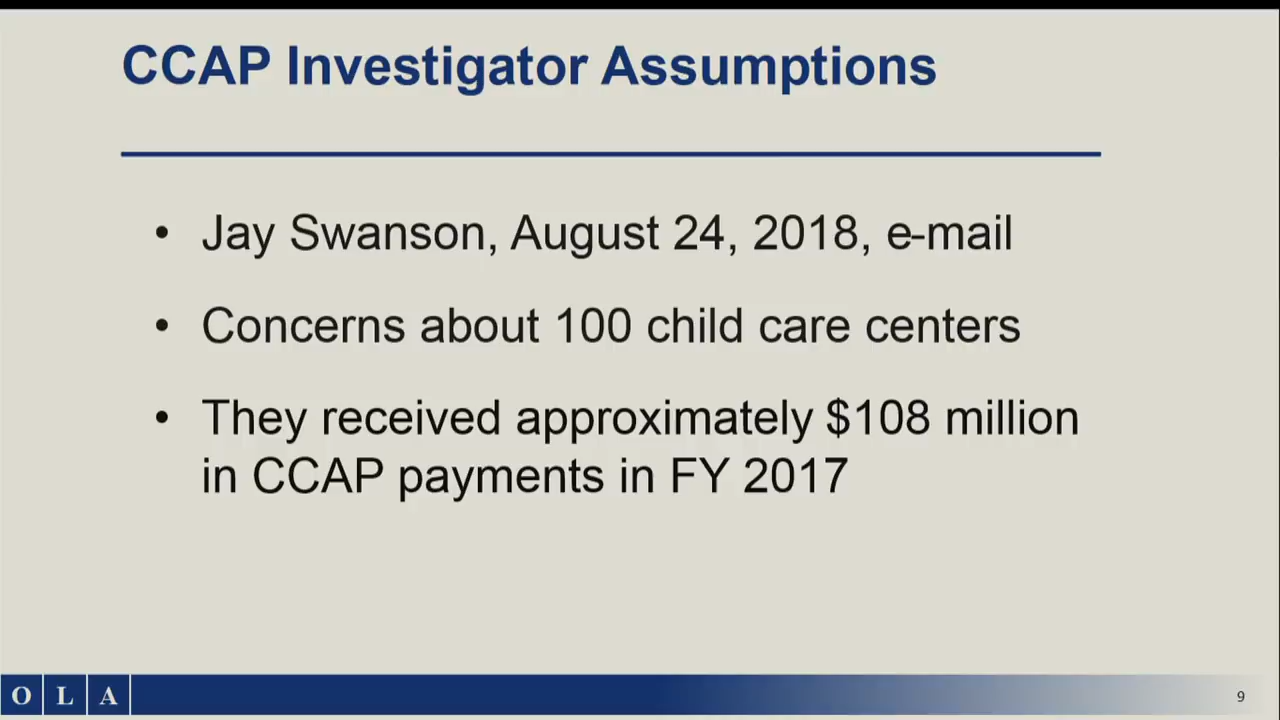 CCAP Investigator Assumptions
• Jay Swanson, August 24, 2018, e-mail
• Concerns about 100 child care centers
• They received approximately $108 million
in CCAP payments in FY 2017
O L A
9